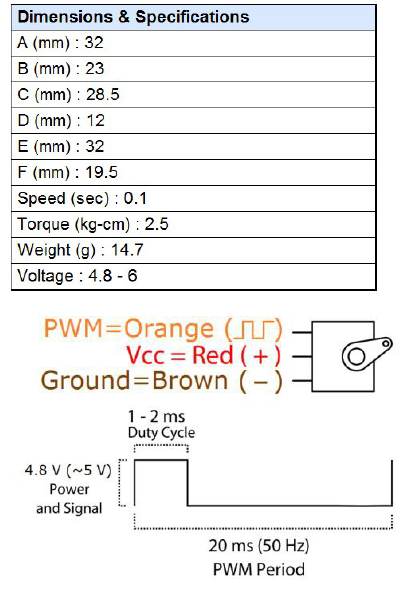 Dimensions & Specifications
A (mm) : 32
B (mm) : 23
C (mm) : 28.5
D (mm) : 12
E (mm) : 32
F (mm) : 19.5
Speed (sec) : 0.1
Torque (kg-cm) : 2.5
Weight (g) : 14.7
Voltage : 4.8 - 6
PWM=Orange (⎍⎍)
Vcc = Red ( + )
Ground=Brown ( − )
1 - 2 ms
Duty Cycle
4.8 V (~5 V)
Power
and Signal
20 ms (50 Hz)
PWM Period